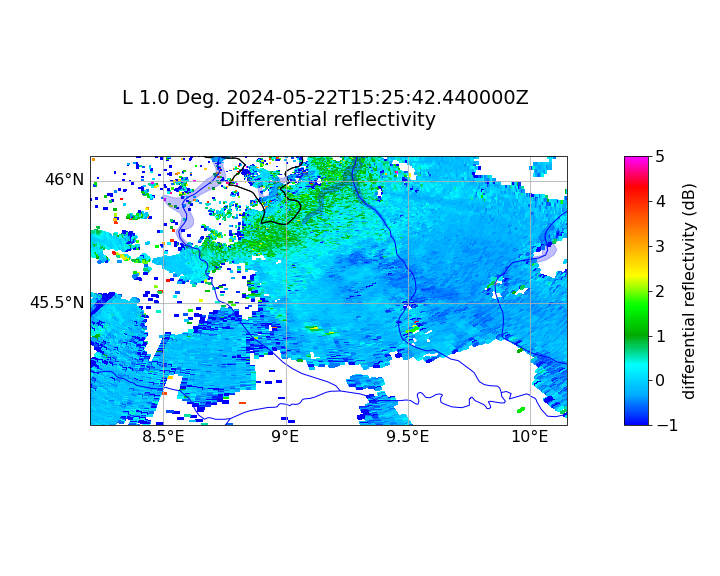 L 1.0 Deg. 2024-05-22T15:25:42.440000Z
Differential reflectivity
46°N
45.5°N
8.5°E
9°E
9.5°E
10°E
5
4
3
2
1
0
−1
differential reflectivity (dB)